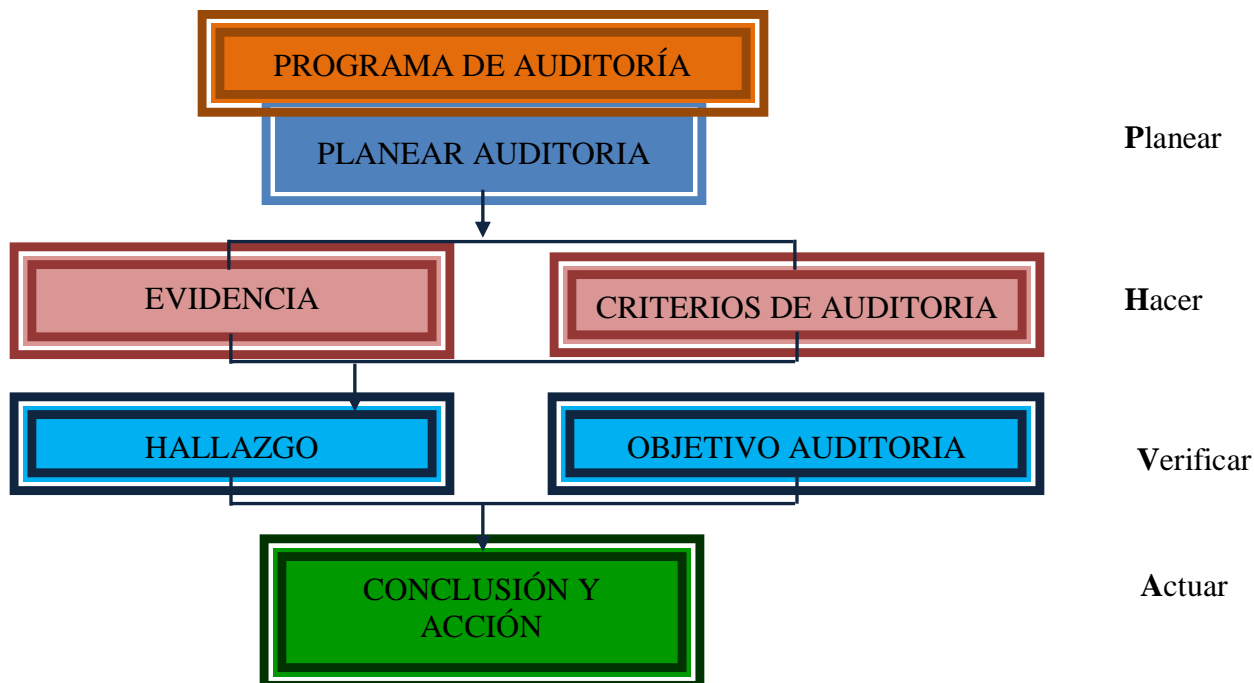 PROGRAMA DE AUDITORÍA
PLANEAR AUDITORIA
Planear
EVIDENCIA
CRITERIOS DE AUDITORIA
Hacer
HALLAZGO
OBJETIVO AUDITORIA
Verificar
CONCLUSIÓN Y
ACCIÓN
Actuar